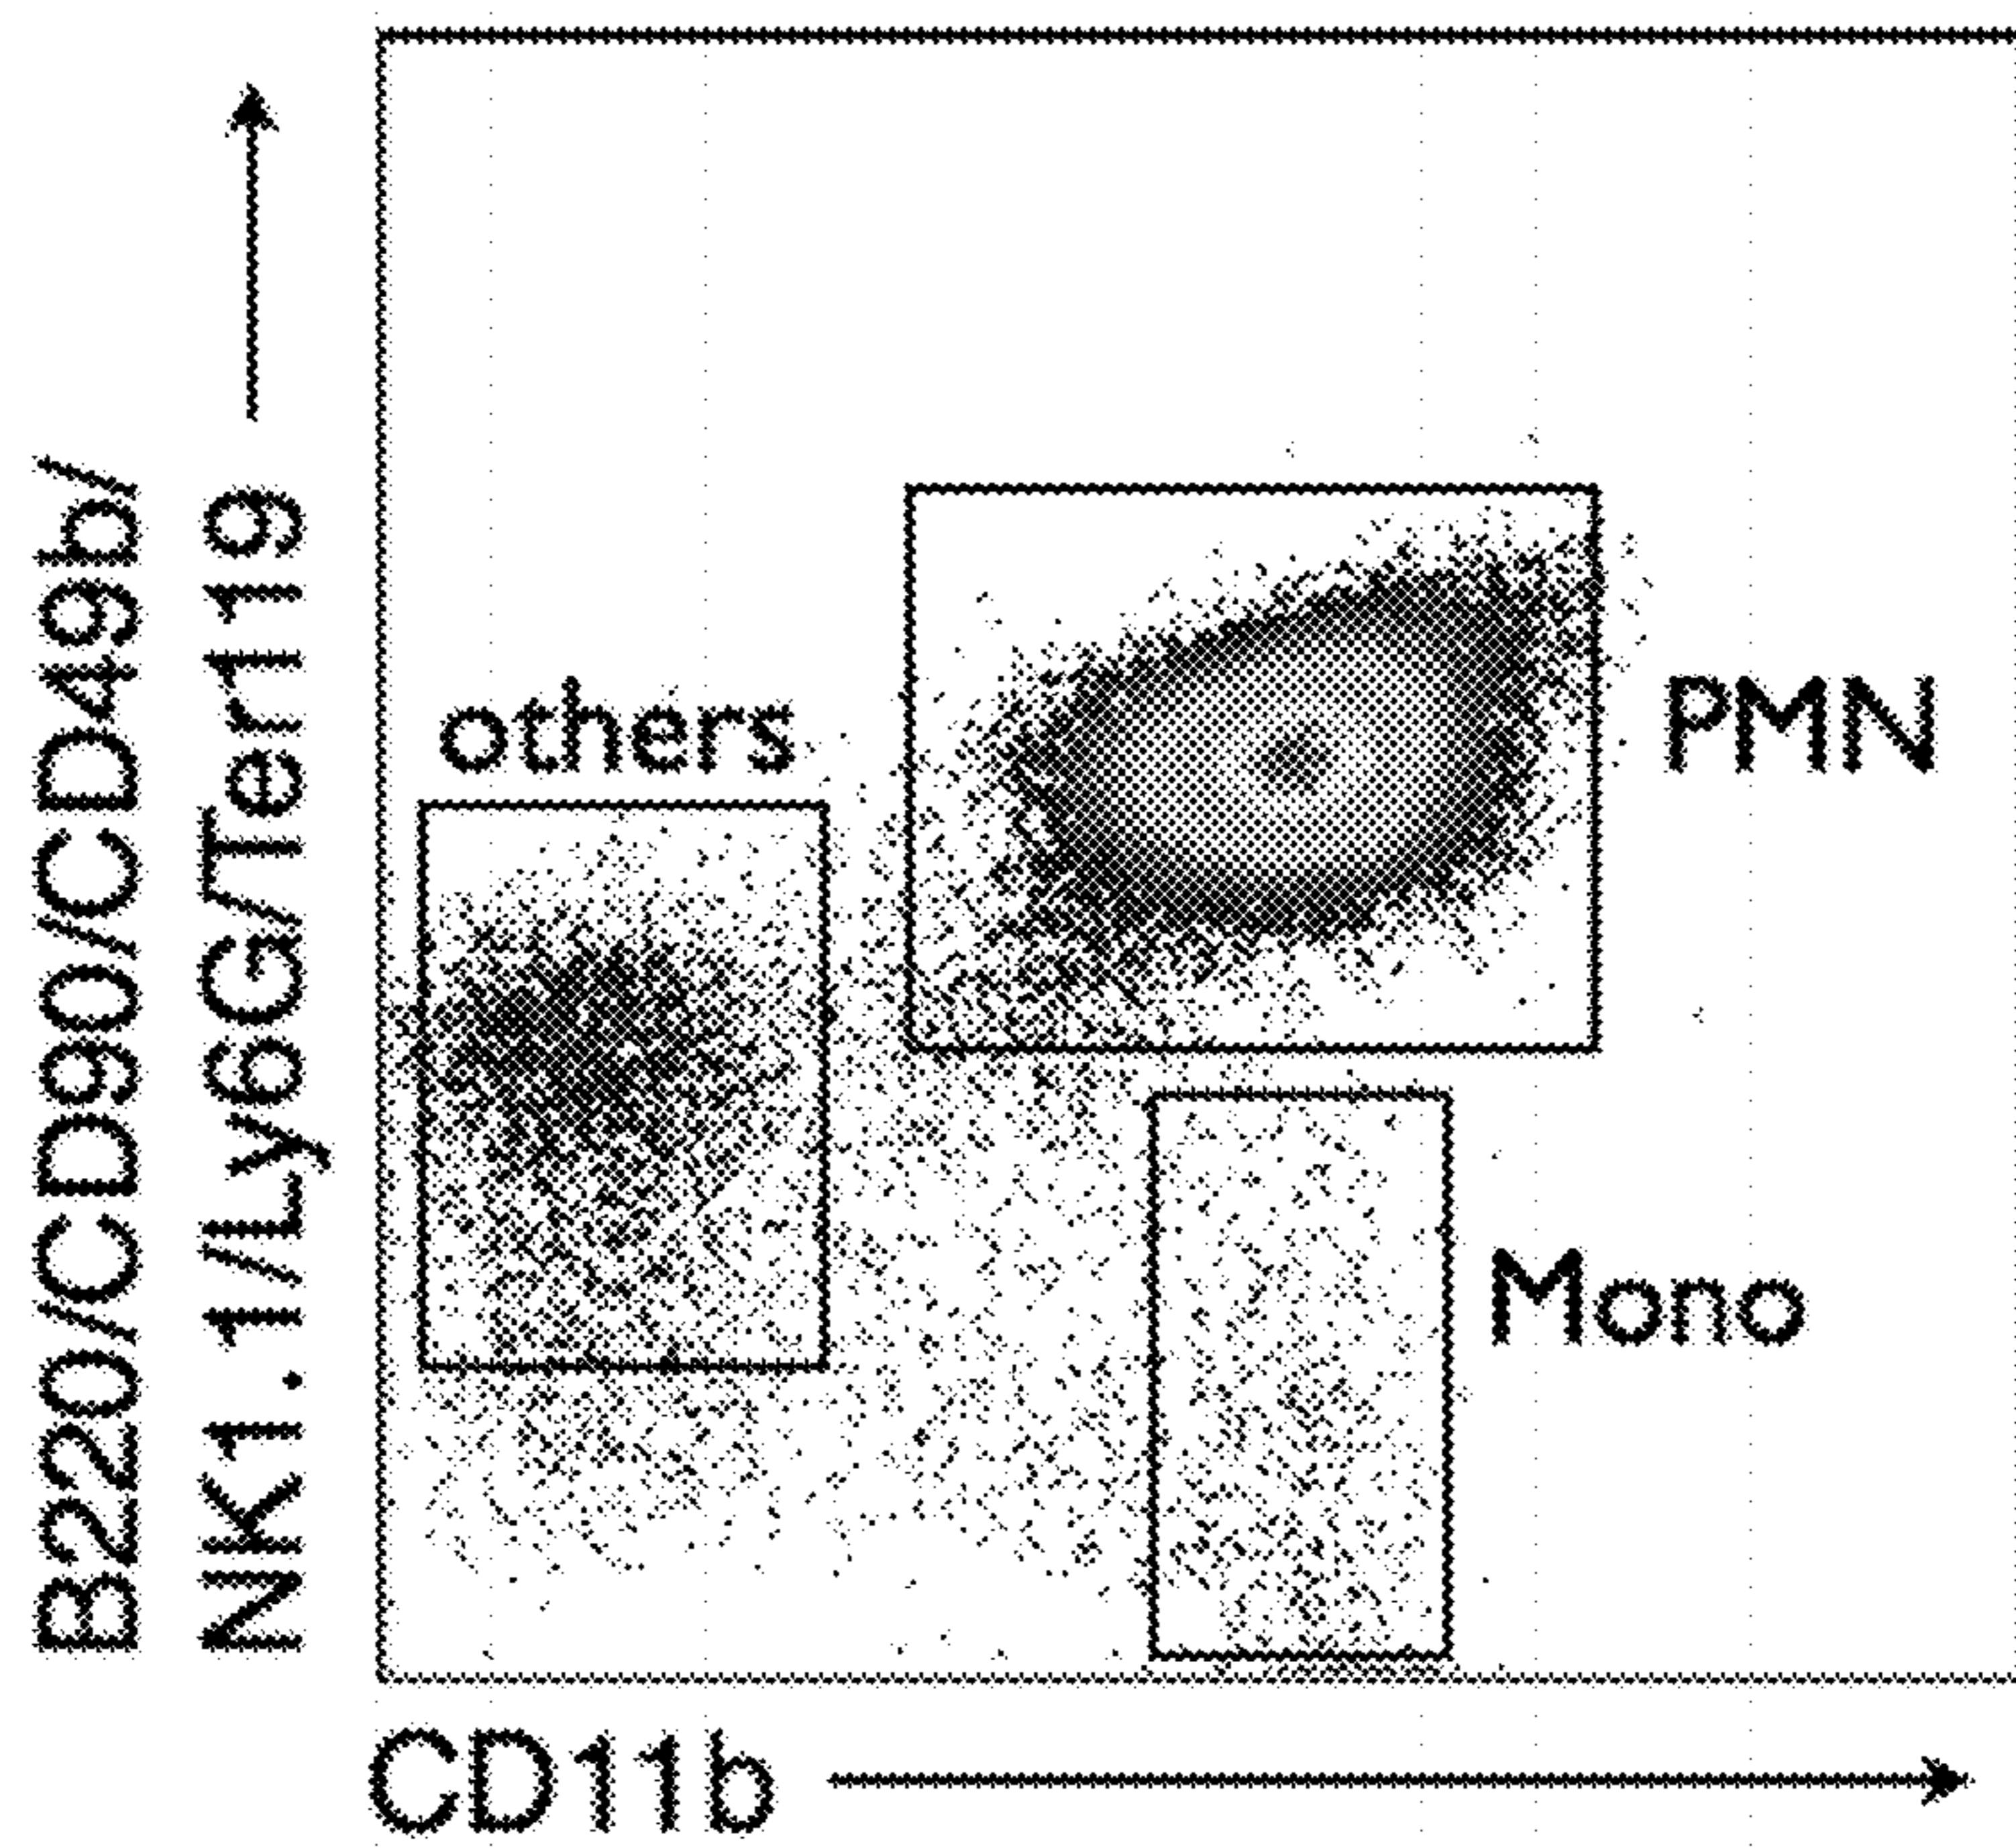 B220/CD90/CD49b/
NK1.1/Ly6G/Ter119
others
PMN
Mono
CD11b